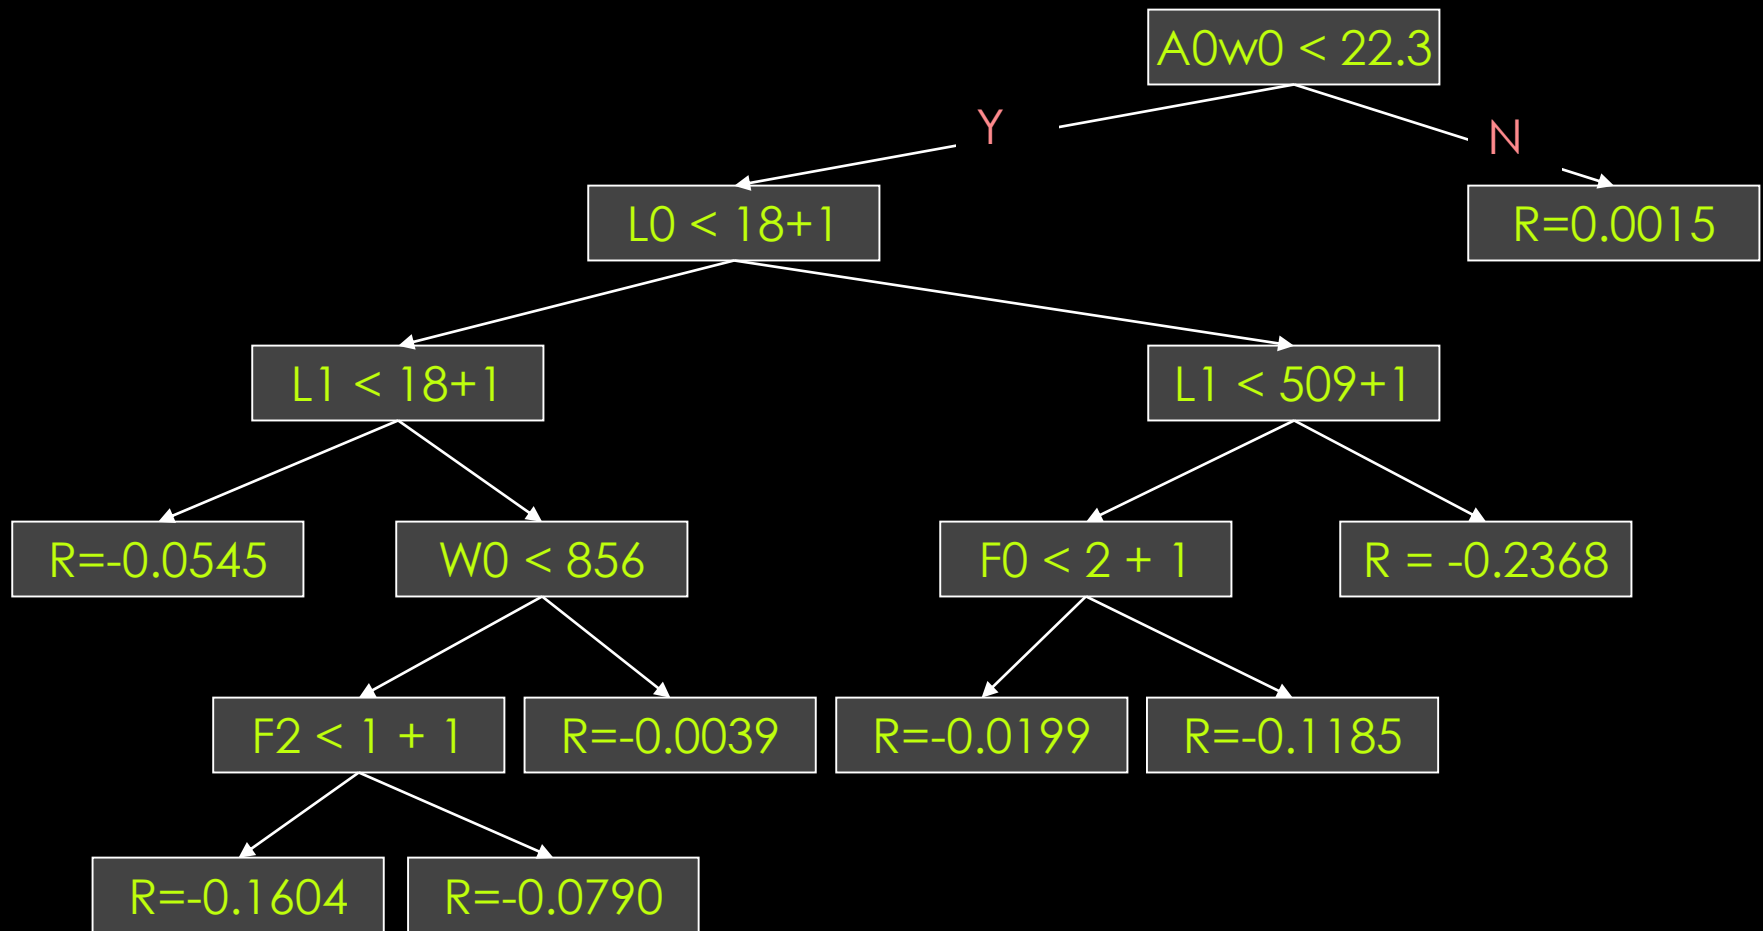 A0w0 < 22.3
Y
N
L0 < 18+1
R=0.0015
L1 < 18+1
L1 < 509+1
R=-0.0545
W0 < 856
F0 < 2 + 1
R = -0.2368
F2 < 1 + 1
R=-0.0039
R=-0.0199
R=-0.1185
R=-0.1604
R=-0.0790